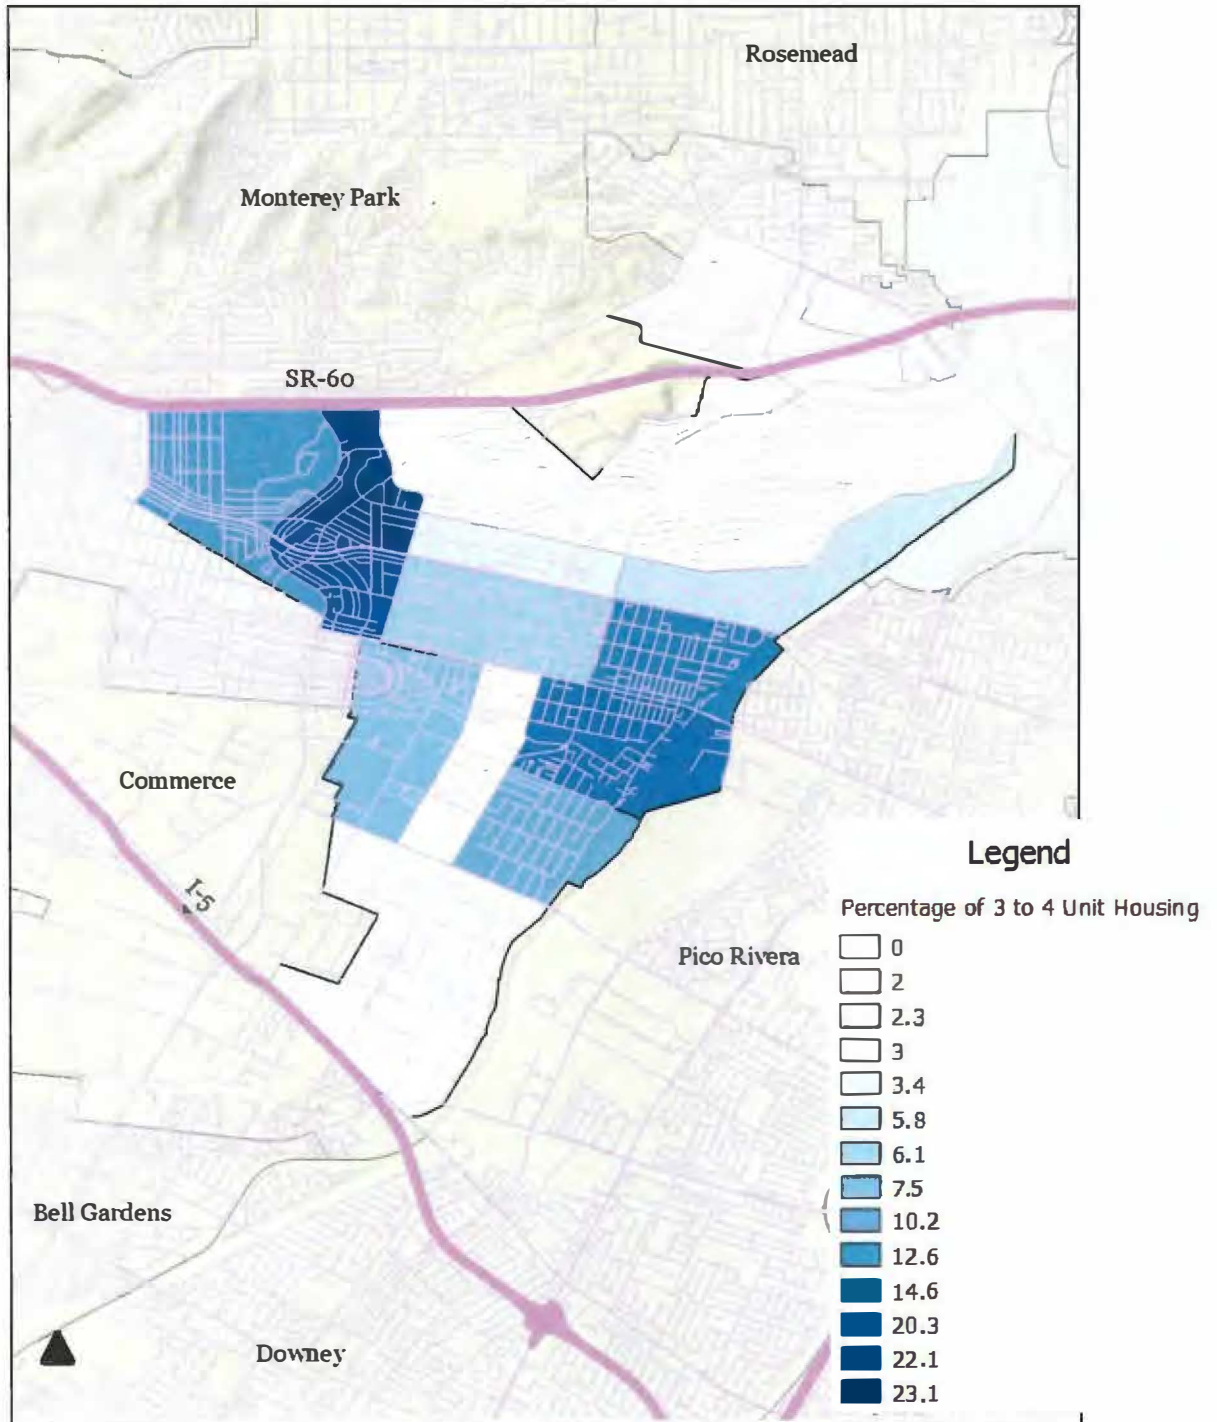 Rosemead
Monterey Park
SR-60
Commerce
I-5
Pico Rivera
Bell Gardens
Downey
Legend
Percentage of 3 to 4 Unit Housing
0
2
2.3
3
3.4
5.8
6.1
7.5
10.2
12.6
14.6
20.3
22.1
23.1